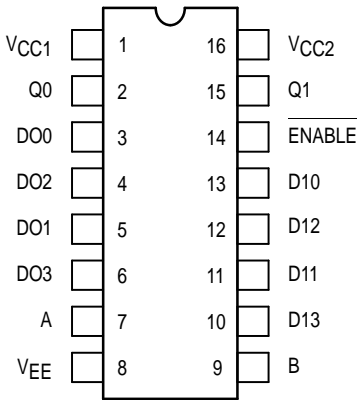 VCC1 1 16 VCC2
Q0 2 15 Q1
DO0 3 14 ENABLE
DO2 4 13 D10
DO1 5 12 D12
DO3 6 11 D11
A 7 10 D13
VEE 8 9 B